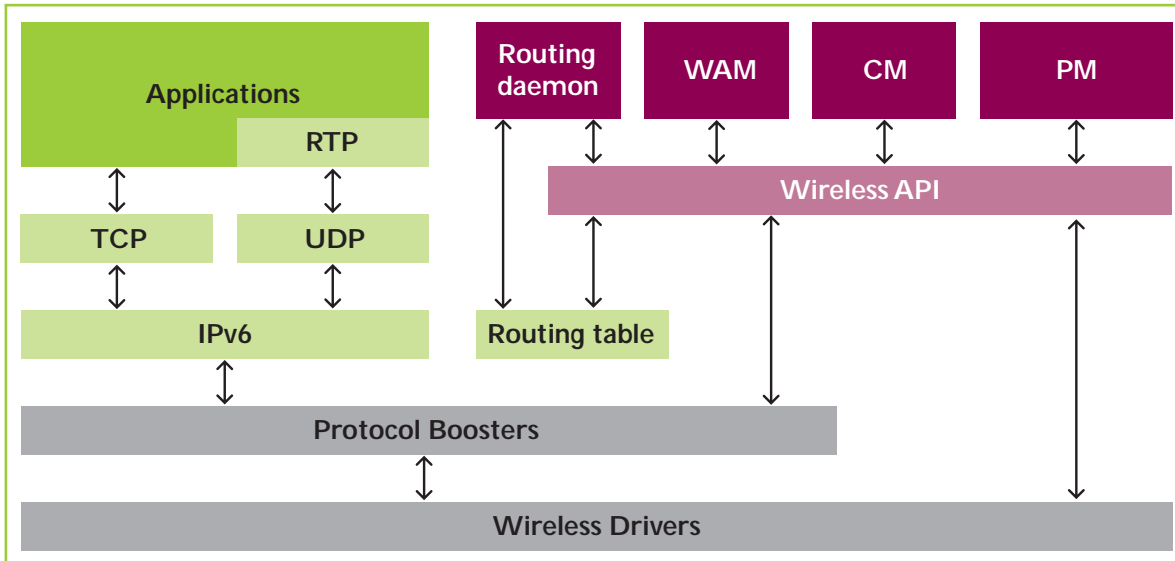 Applications
RTP
TCP
UDP
IPv6
Routing
daemon
WAM
CM
PM
Wireless API
Routing table
Protocol Boosters
Wireless Drivers